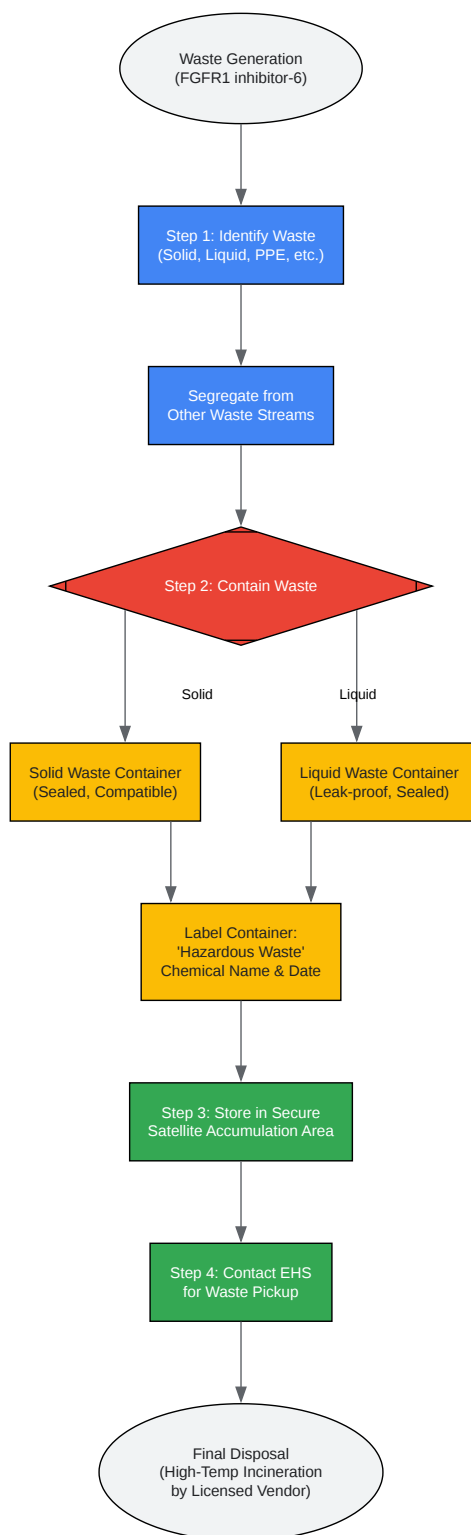 Waste Generation
(FGFR1 inhibitor-6)
Step 1: Identify Waste
(Solid, Liquid, PPE, etc.)
Segregate from
Other Waste Streams
Step 2: Contain Waste
Solid
Liquid
Solid Waste Container
(Sealed, Compatible)
Liquid Waste Container
(Leak-proof, Sealed)
Label Container:
'Hazardous Waste'
Chemical Name & Date
Step 3: Store in Secure
Satellite Accumulation Area
Step 4: Contact EHS
for Waste Pickup
Final Disposal
(High-Temp Incineration
by Licensed Vendor)